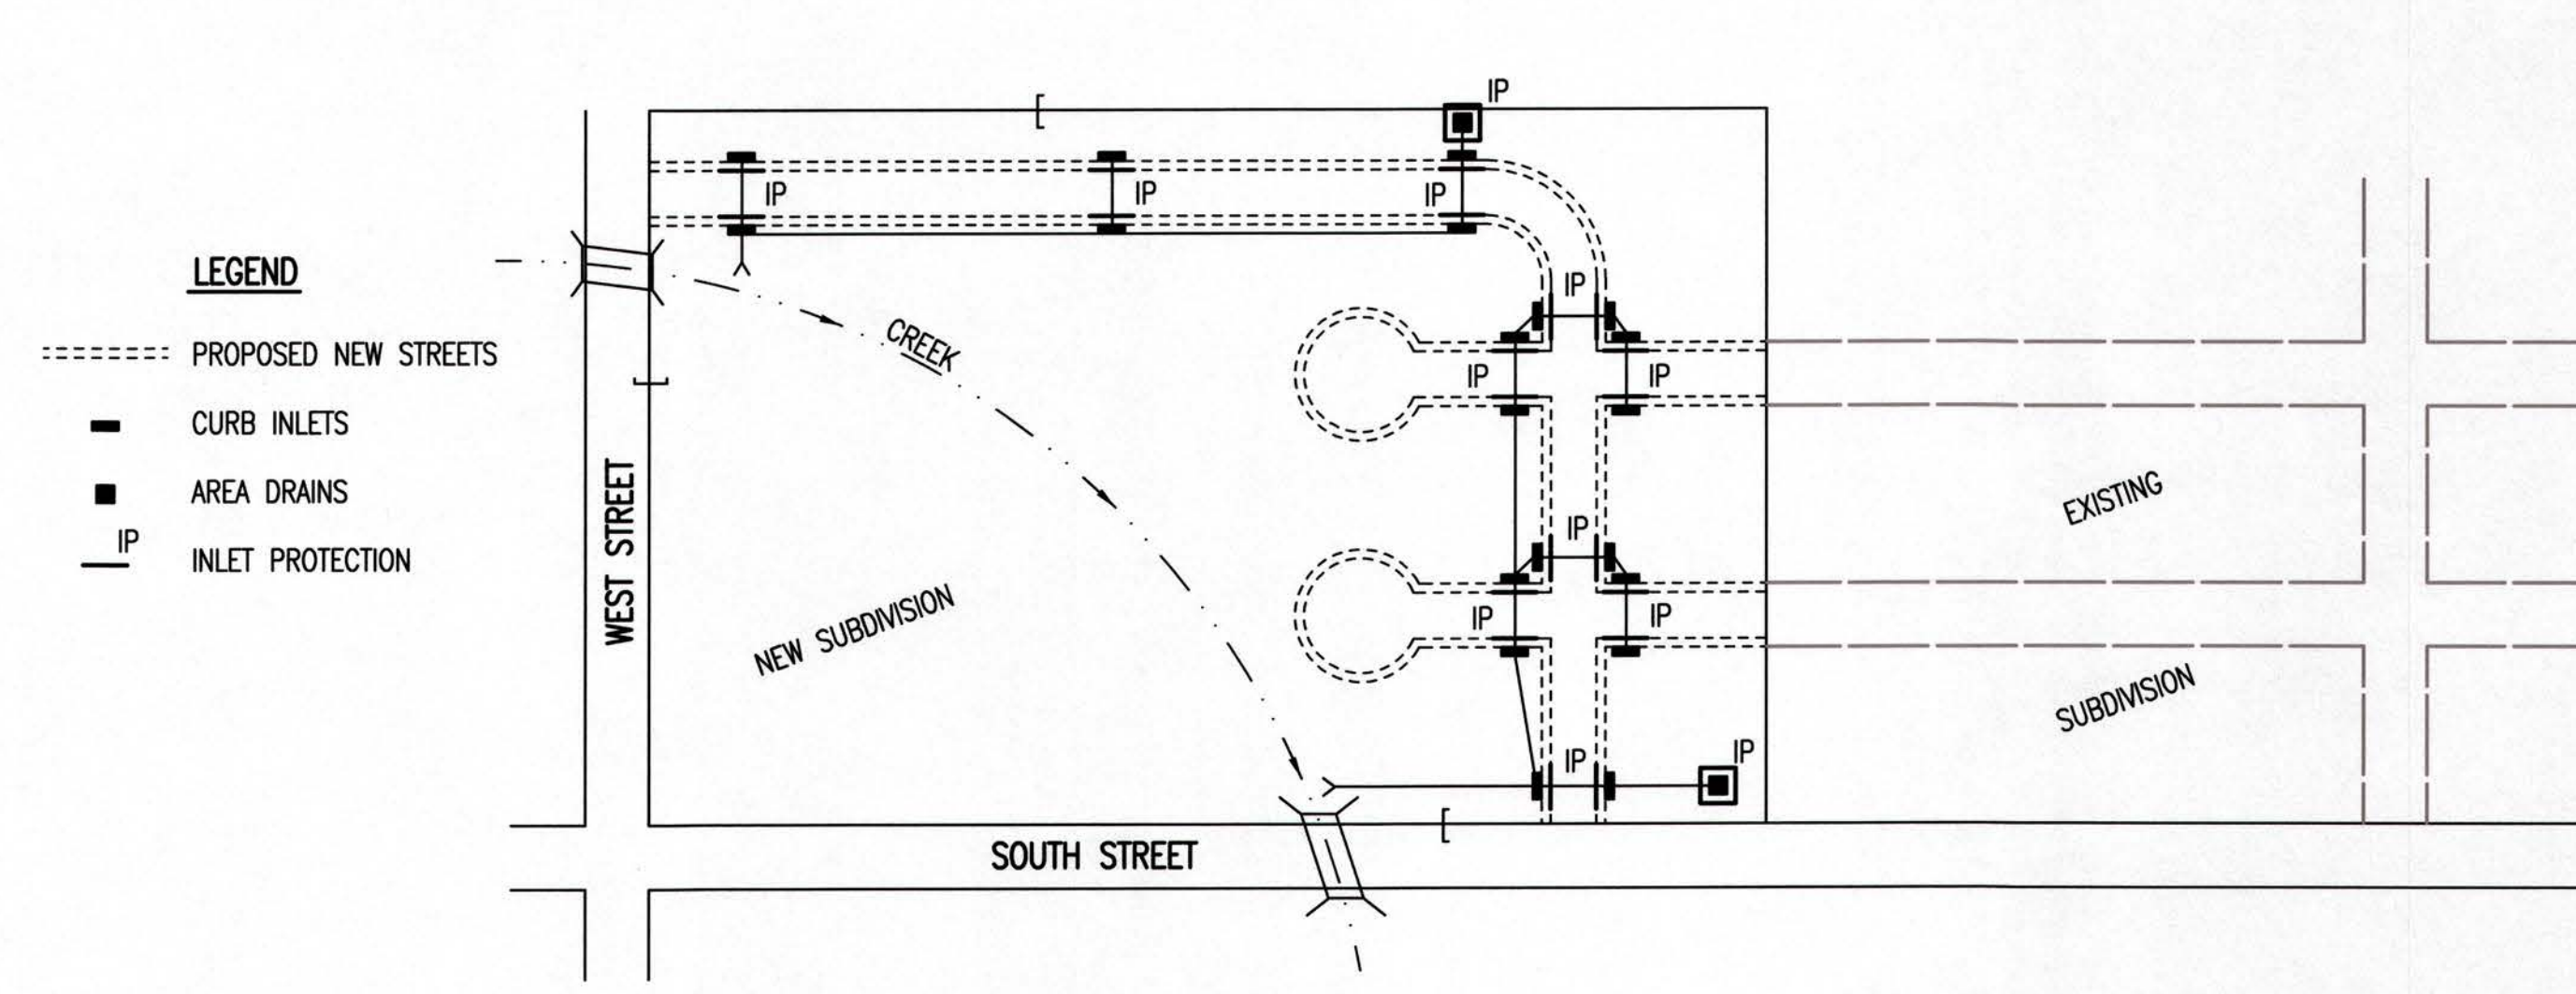 IP
IP
IP
IP
LEGEND
IP
PROPOSED NEW STREETS
CREEK
IP
IP
CURB INLETS
AREA DRAINS
EXISTING
IP
IP
INLET PROTECTION
WEST STREET
NEW SUBDIVISION
IP
IP
SUBDIVISION
IP
IP
SOUTH STREET